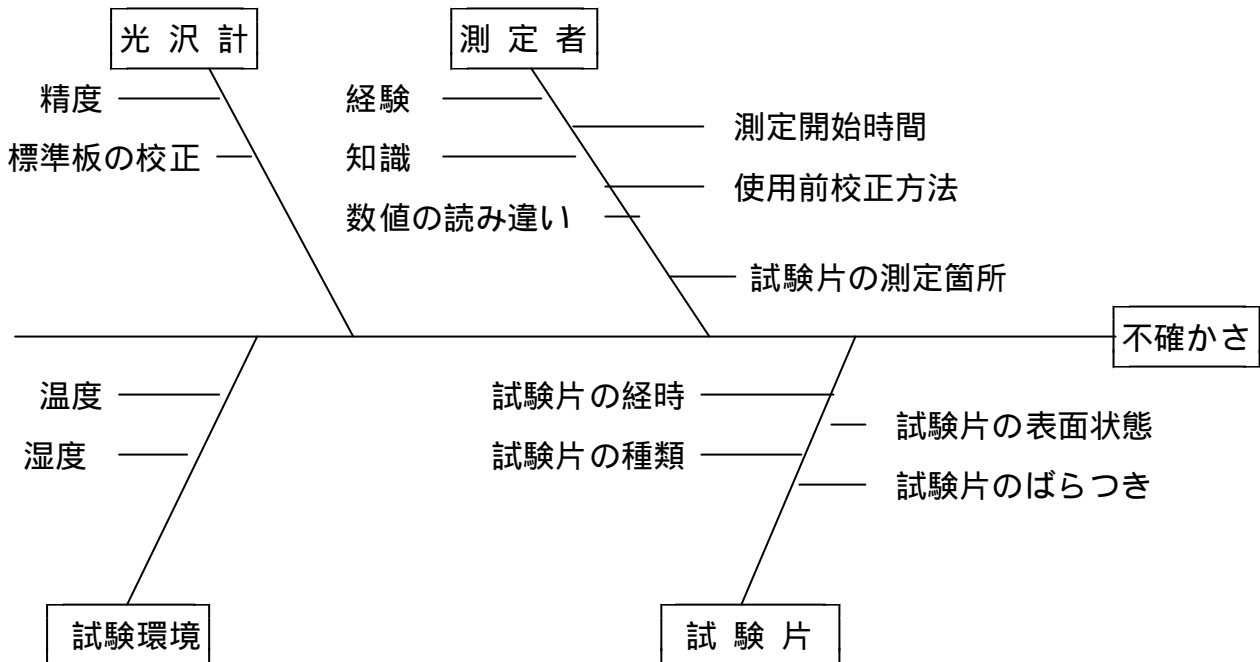 光沢計
測定者
精度
標準板の校正
経験
知識
数値の読み違い
測定開始時間
使用前校正方法
試験片の測定箇所
不確かさ
温度
湿度
試験片の経時
試験片の種類
試験片の表面状態
試験片のばらつき
試験環境
試験片